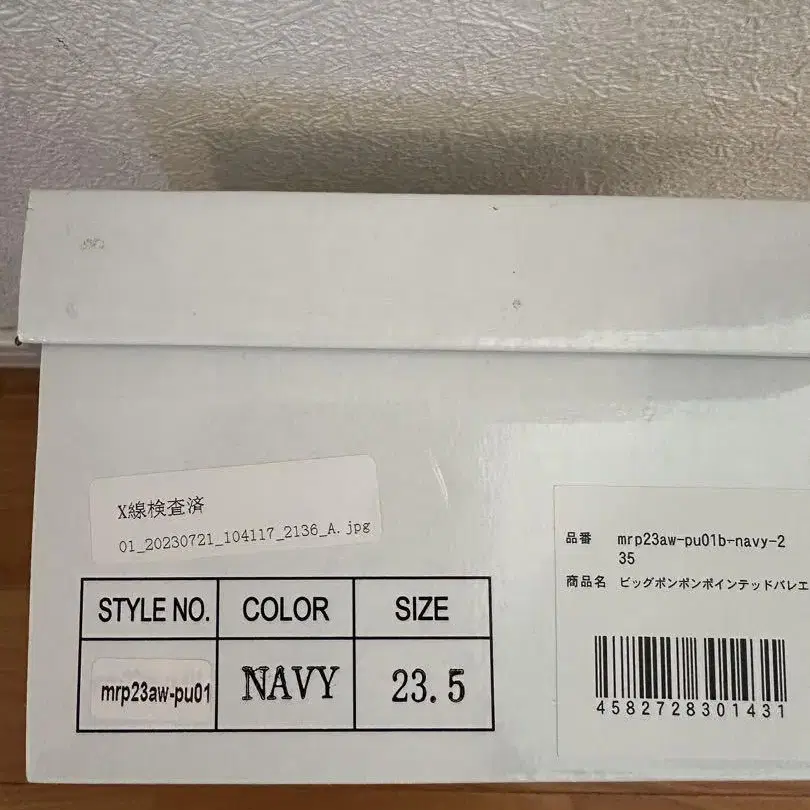 X線検査済
01_20230721_104117_2136_A.jpg
STYLE NO. COLOR SIZE
mrp23aw-pu01 NAVY 23.5
品番 mrp23aw-pu01b-navy-2
35
商品名 ビッグポンポンポインテッドバレエ
4582728301431